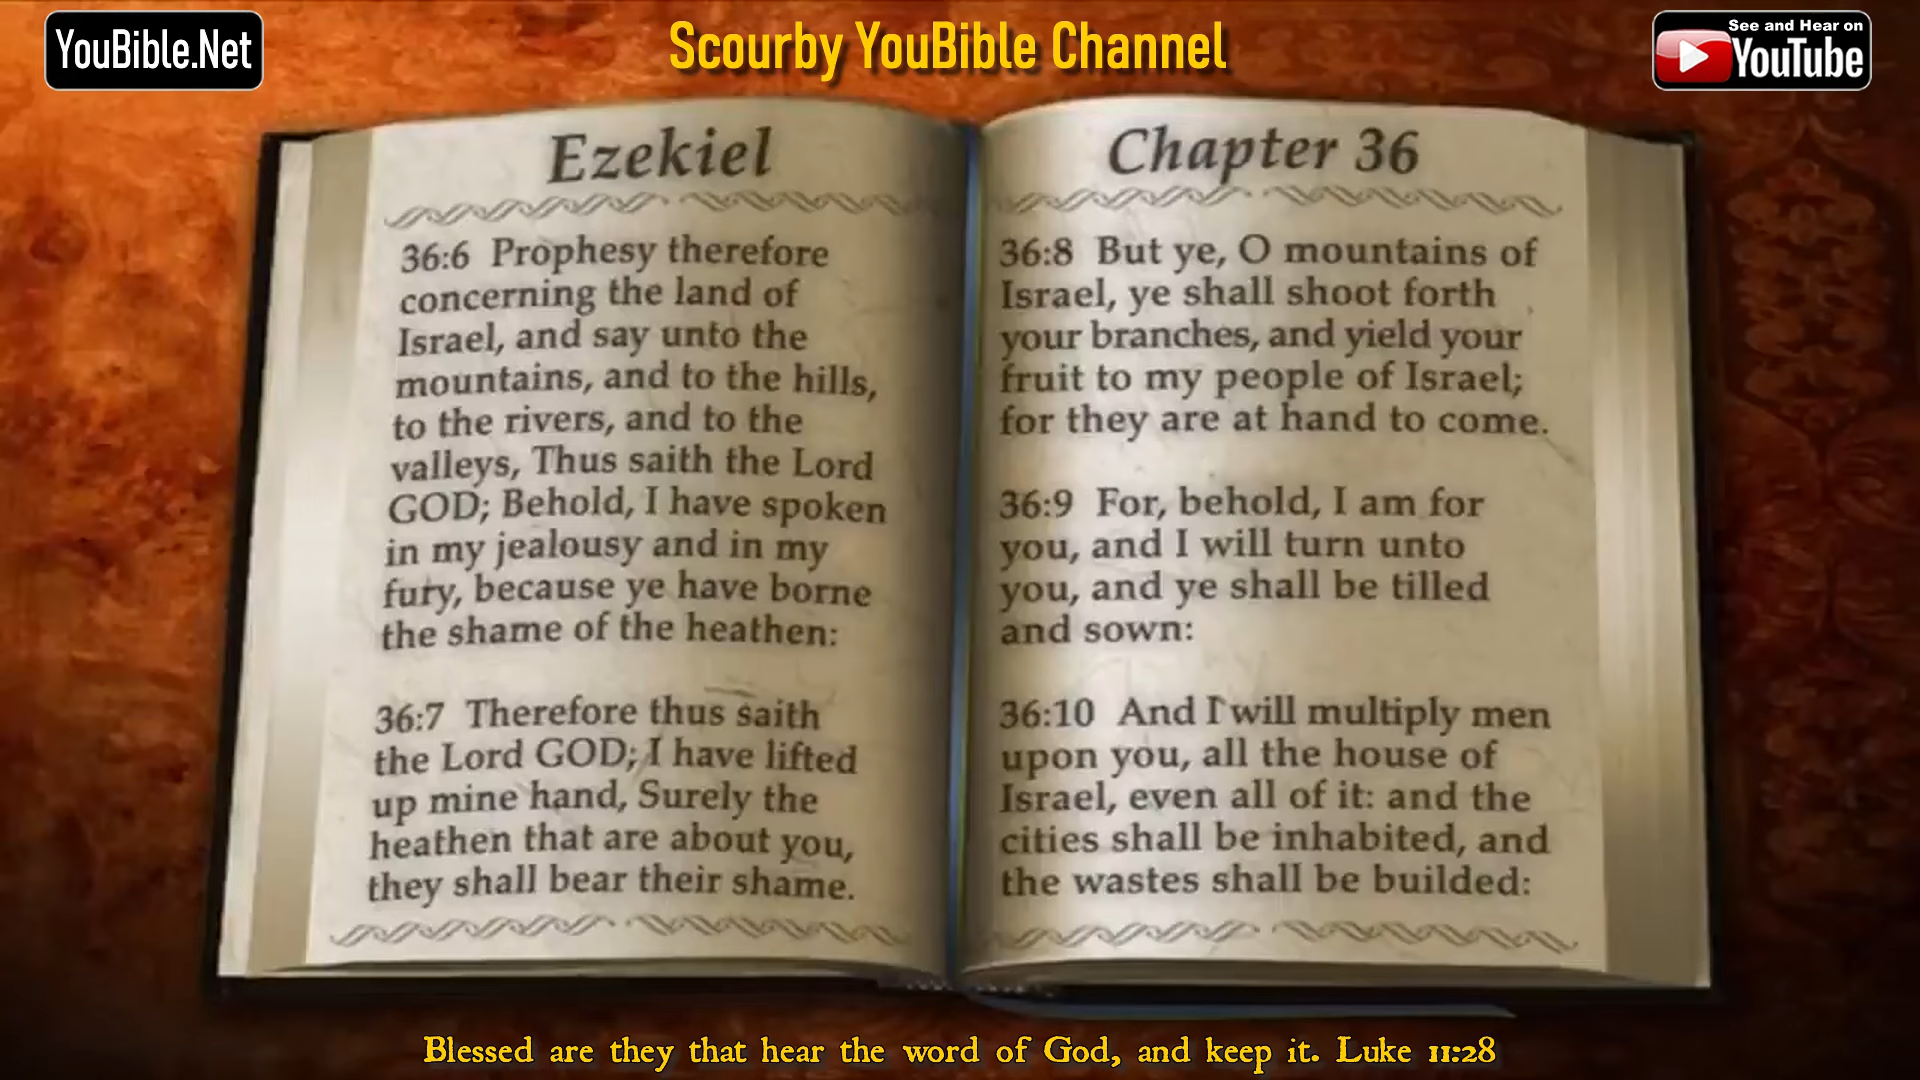 YouBible.Net
Scourby YouBible Channel
See and Hear on
YouTube
Ezekiel
36:6 Prophesy therefore
concerning the land of
Israel, and say unto the
mountains, and to the hills,
to the rivers, and to the
valleys, Thus saith the Lord
GOD; Behold, I have spoken
in my jealousy and in my
fury, because ye have borne
the shame of the heathen:
36:7 Therefore thus saith
the Lord GOD; I have lifted
up mine hand, Surely the
heathen that are about you,
they shall bear their shame.
Chapter 36
36:8 But ye, O mountains of
Israel, ye shall shoot forth
your branches, and yield your
fruit to my people of Israel;
for they are at hand to come.
36:9 For, behold, I am for
you, and I will turn unto
you, and ye shall be tilled
and sown:
36:10 And I will multiply men
upon you, all the house of
Israel, even all of it: and the
cities shall be inhabited, and
the wastes shall be builded:
Blessed are they that hear the word of God, and keep it. Luke 11:28